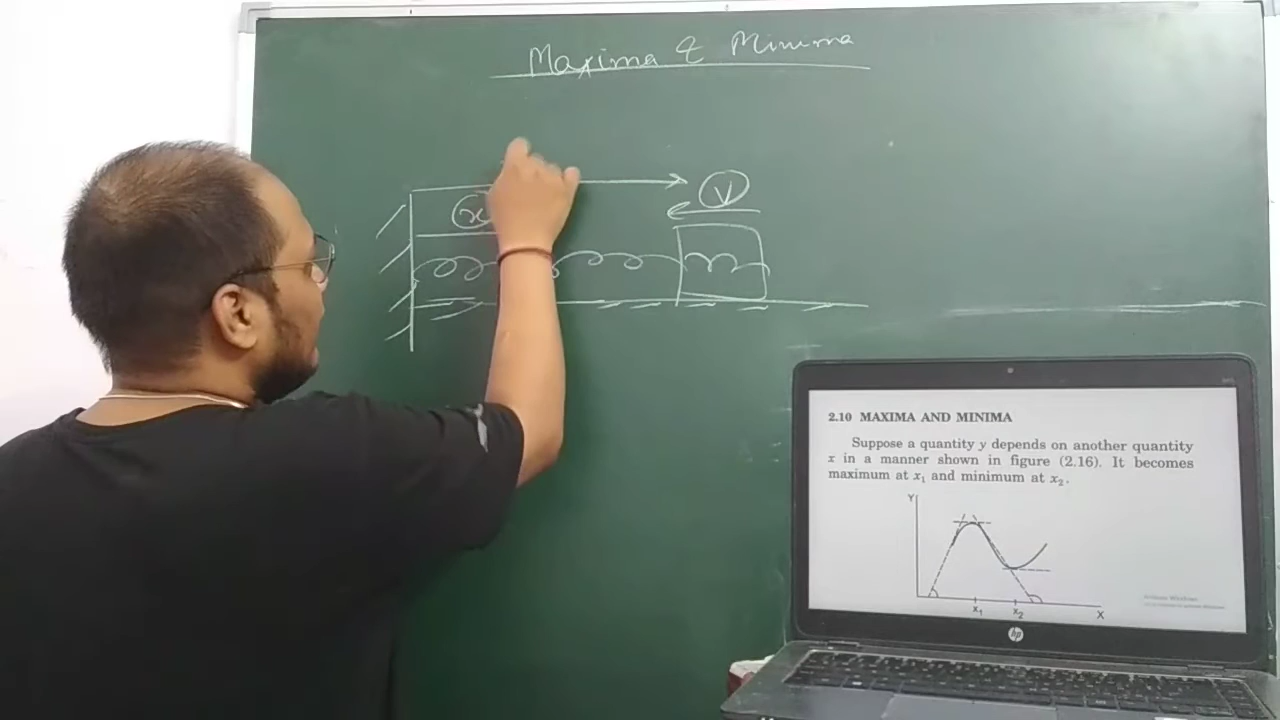 Maxima & Minima
x
V
2.10 MAXIMA AND MINIMA
Suppose a quantity y depends on another quantity
x in a manner shown in figure (2.16). It becomes
maximum at x₁ and minimum at x₂.
Y
x₁ x₂ X
hp